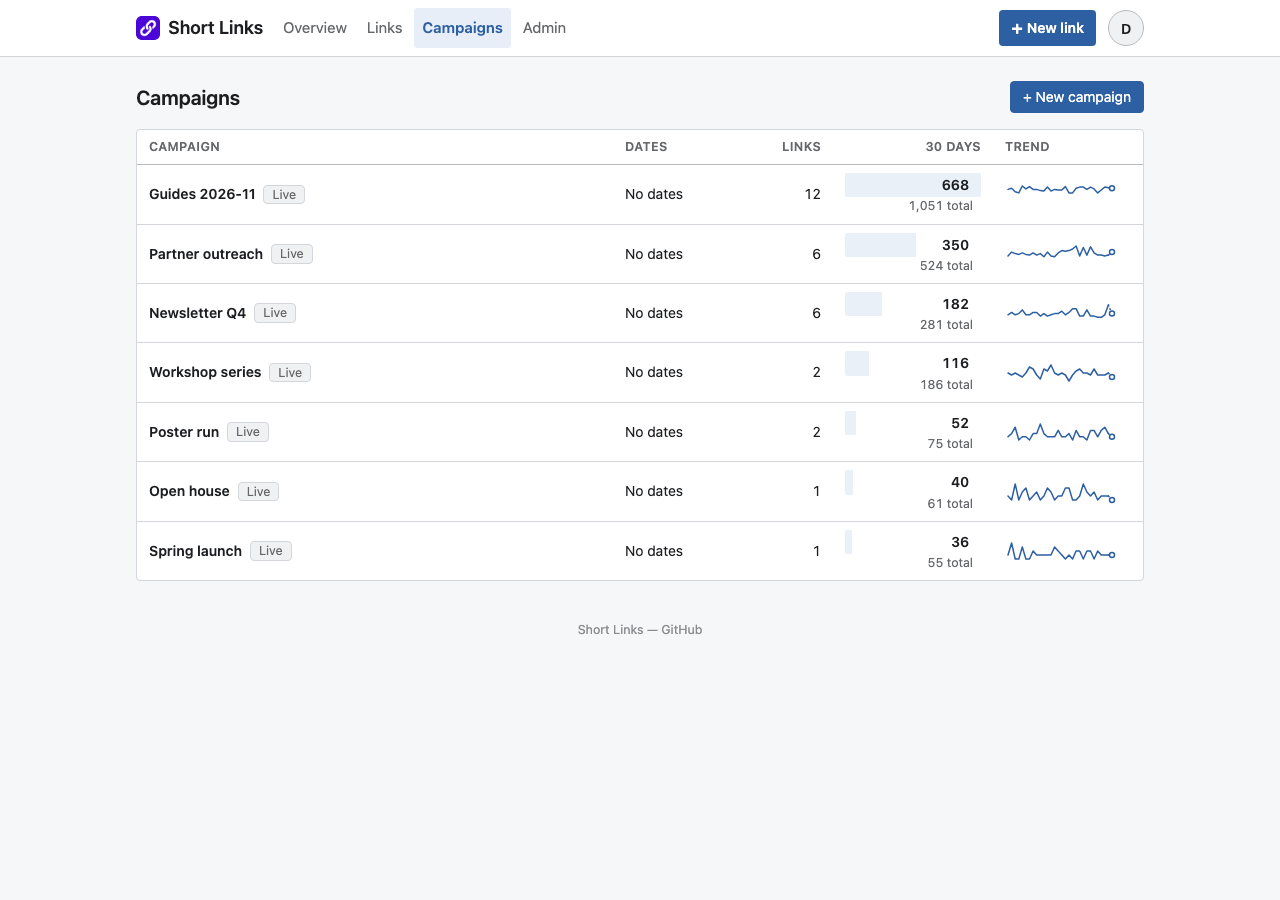 Short Links Overview Links Campaigns Admin + New link D
Campaigns + New campaign
CAMPAIGN DATES LINKS 30 DAYS TREND
Guides 2026-11 Live No dates 12 668
1,051 total
Partner outreach Live No dates 6 350
524 total
Newsletter Q4 Live No dates 6 182
281 total
Workshop series Live No dates 2 116
186 total
Poster run Live No dates 2 52
75 total
Open house Live No dates 1 40
61 total
Spring launch Live No dates 1 36
55 total
Short Links — GitHub